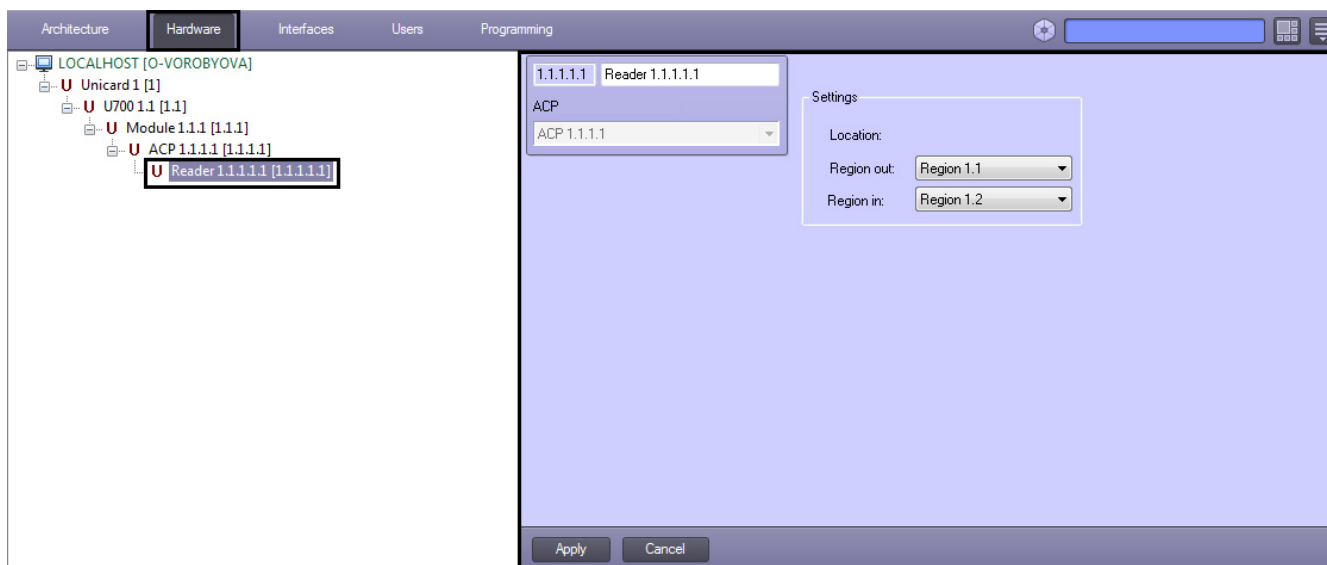 Architecture Hardware Interfaces Users Programming
LOCALHOST [O-VOROBYOVA]
U Unicard 1 [1]
U U700 1.1 [1.1]
U Module 1.1.1 [1.1.1]
U ACP 1.1.1.1 [1.1.1.1]
U Reader 1.1.1.1.1 [1.1.1.1.1]
1.1.1.1.1 Reader 1.1.1.1.1
ACP
ACP 1.1.1.1
Settings
Location:
Region out: Region 1.1
Region in: Region 1.2
Apply Cancel